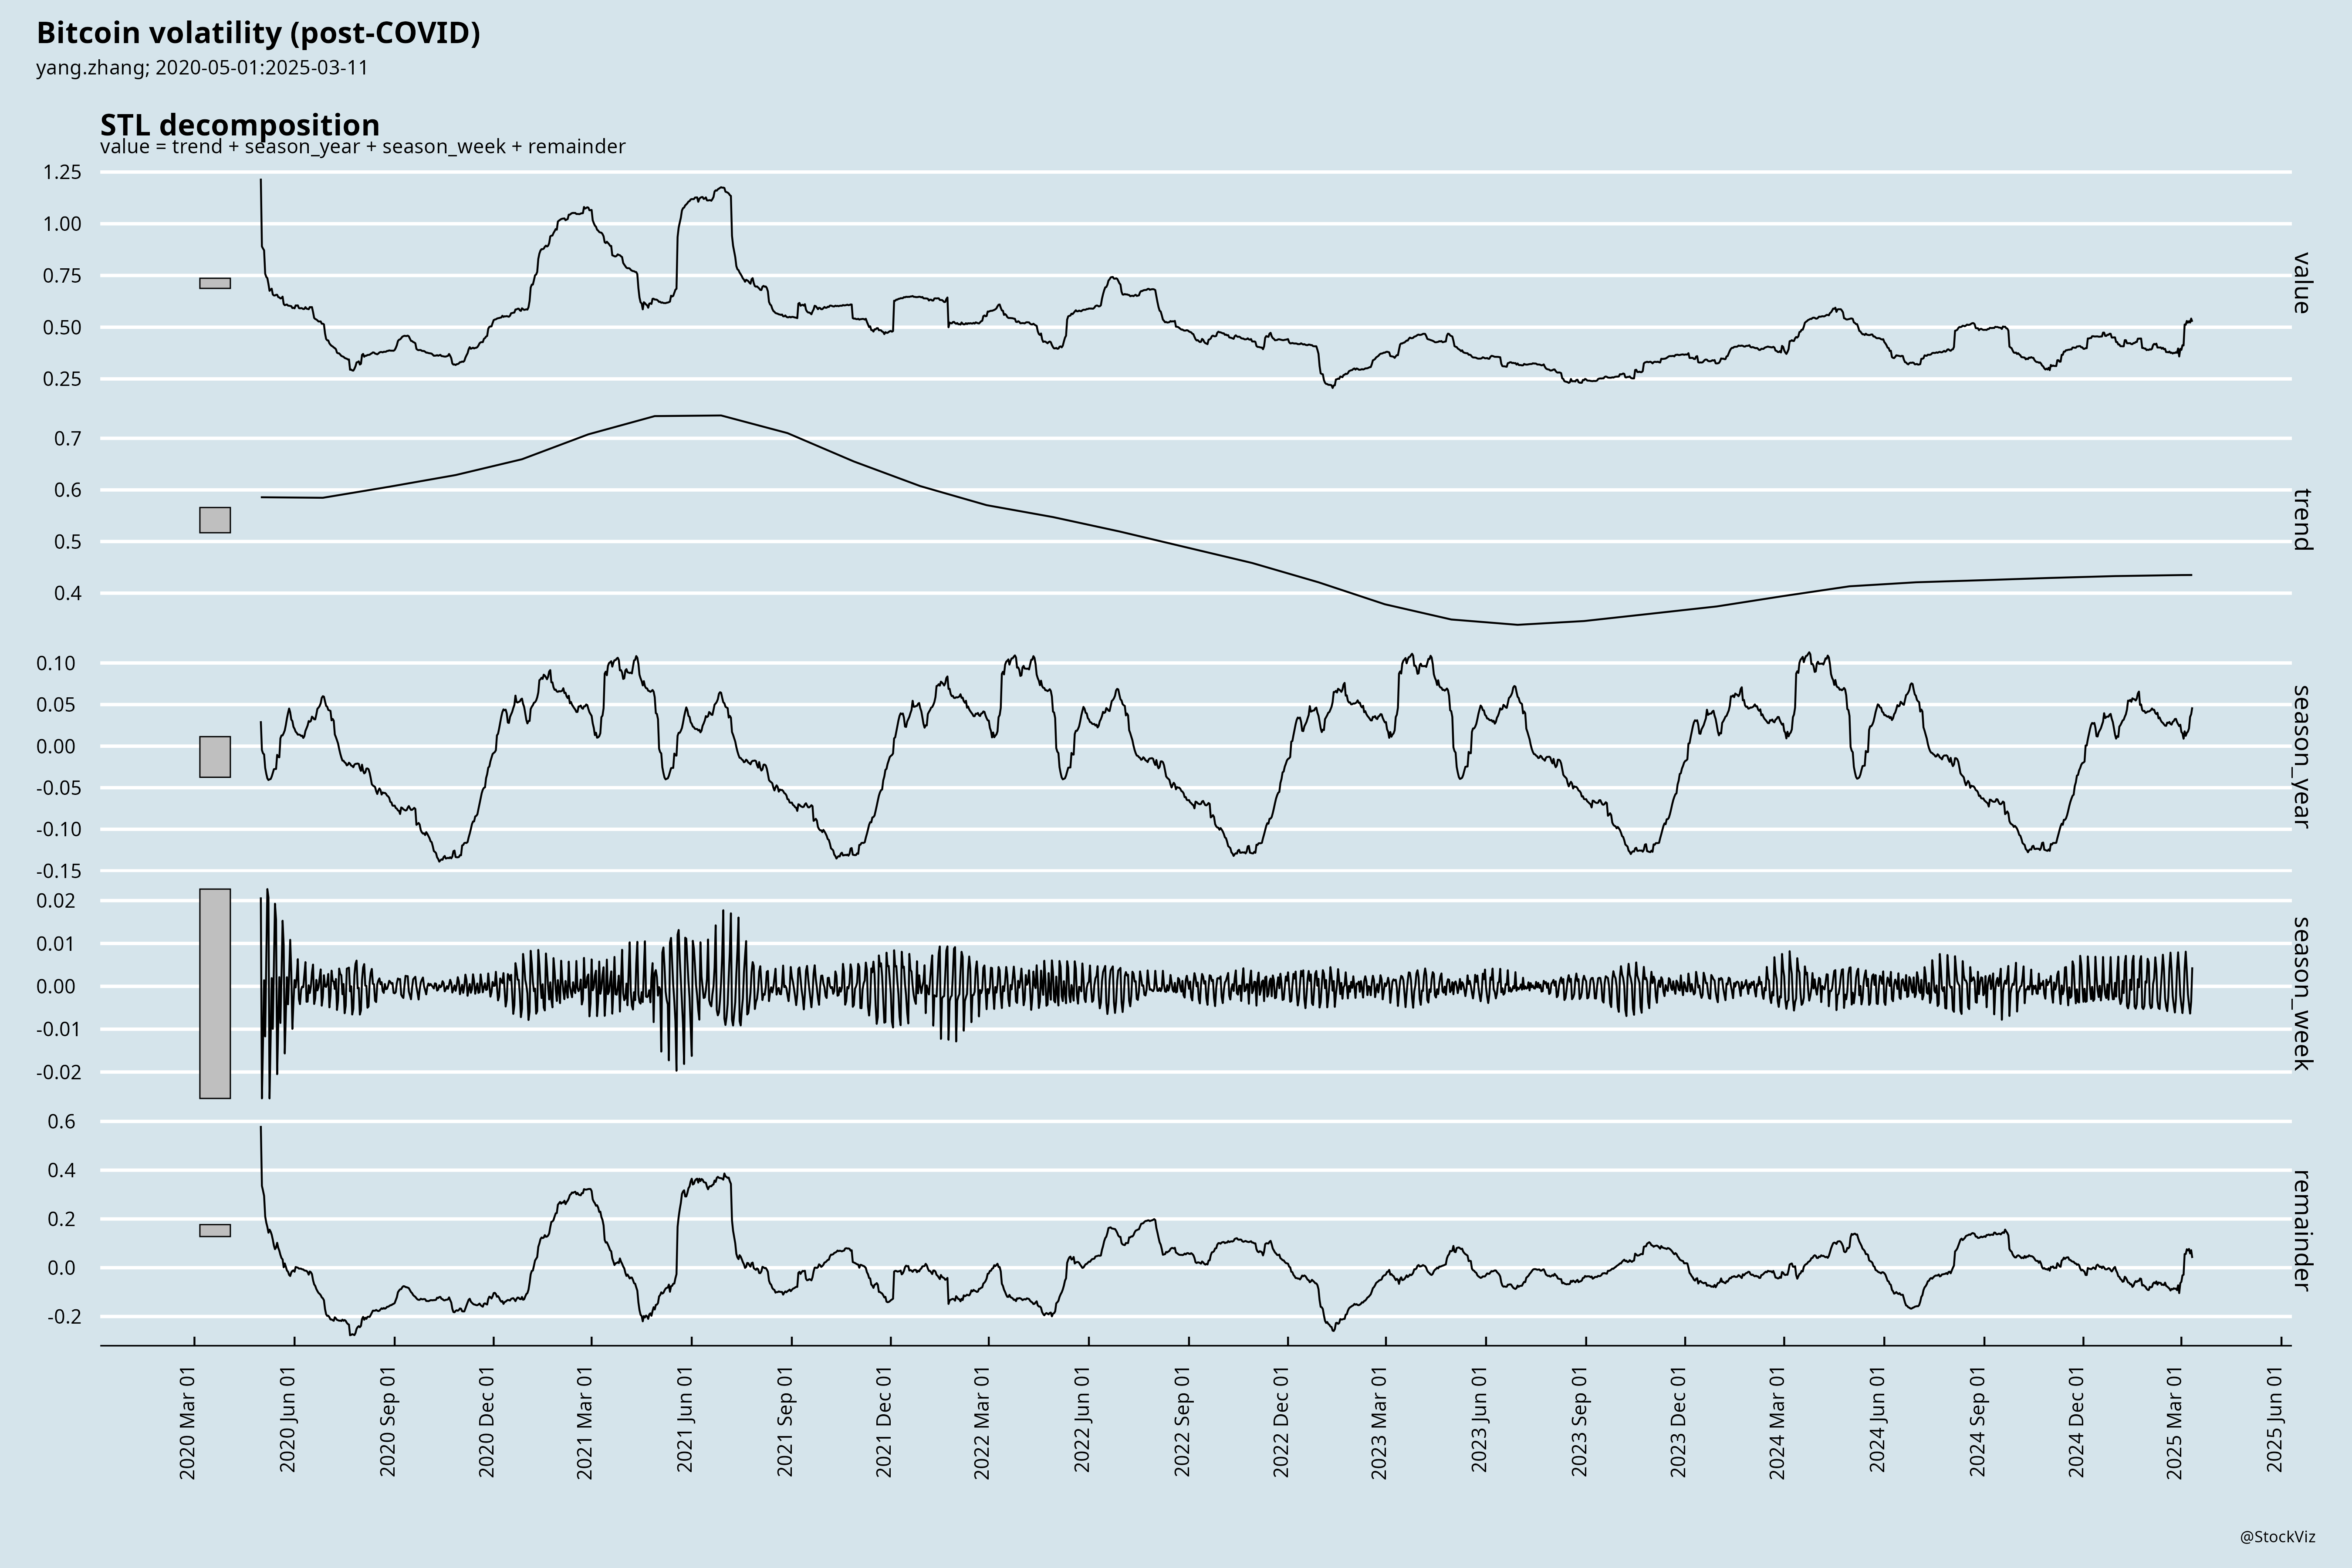 Bitcoin volatility (post-COVID)
yang.zhang; 2020-05-01:2025-03-11
STL decomposition
value = trend + season_year + season_week + remainder
1.25
1.00
0.75
0.50
0.25
value
0.7
0.6
0.5
0.4
trend
0.10
0.05
0.00
-0.05
-0.10
-0.15
season_year
0.02
0.01
0.00
-0.01
-0.02
season_week
0.6
0.4
0.2
0.0
-0.2
remainder
2020 Mar 01
2020 Jun 01
2020 Sep 01
2020 Dec 01
2021 Mar 01
2021 Jun 01
2021 Sep 01
2021 Dec 01
2022 Mar 01
2022 Jun 01
2022 Sep 01
2022 Dec 01
2023 Mar 01
2023 Jun 01
2023 Sep 01
2023 Dec 01
2024 Mar 01
2024 Jun 01
2024 Sep 01
2024 Dec 01
2025 Mar 01
2025 Jun 01
@StockViz